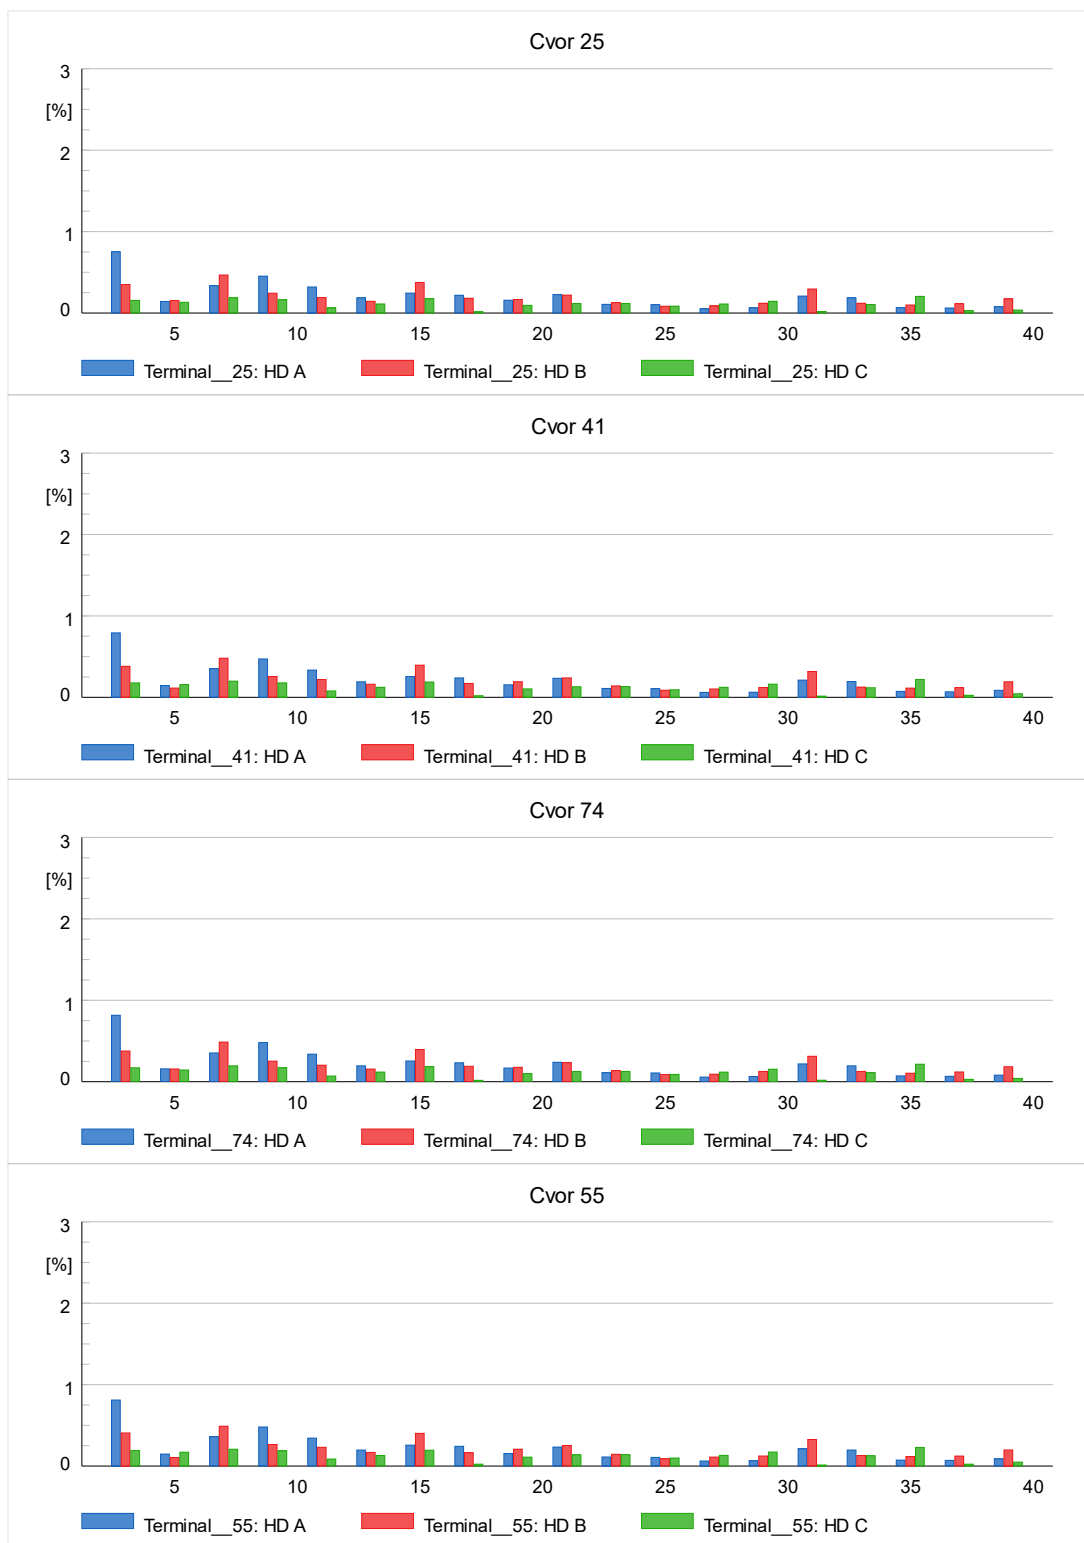 Cvor 25
3
[%]
2
1
0
5 10 15 20 25 30 35 40
Terminal__25: HD A Terminal__25: HD B Terminal__25: HD C
Cvor 41
3
[%]
2
1
0
5 10 15 20 25 30 35 40
Terminal__41: HD A Terminal__41: HD B Terminal__41: HD C
Cvor 74
3
[%]
2
1
0
5 10 15 20 25 30 35 40
Terminal__74: HD A Terminal__74: HD B Terminal__74: HD C
Cvor 55
3
[%]
2
1
0
5 10 15 20 25 30 35 40
Terminal__55: HD A Terminal__55: HD B Terminal__55: HD C